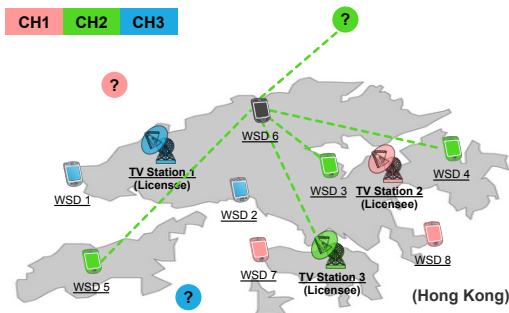 CH1 CH2 CH3
?
?
WSD 6
TV Station 1
(Licensee)
WSD 3
TV Station 2
(Licensee)
WSD 4
WSD 1
WSD 2
WSD 5
WSD 7
TV Station 3
(Licensee)
WSD 8
?
(Hong Kong)